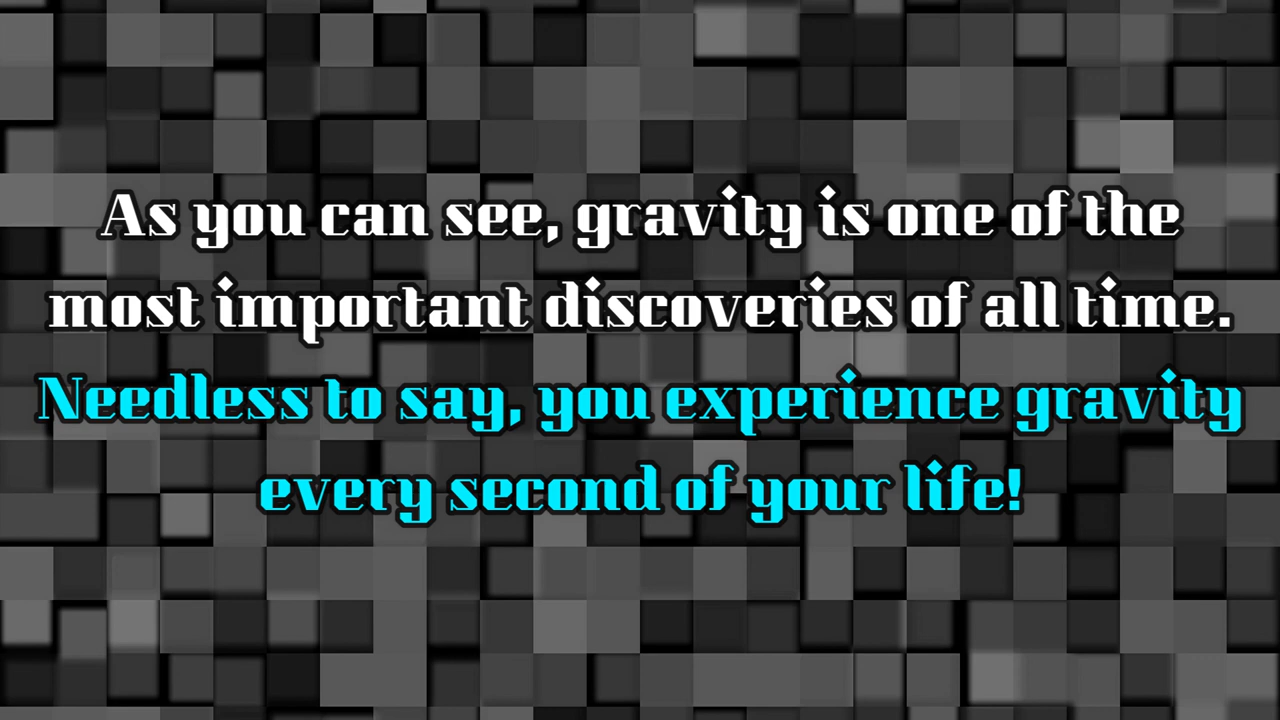 As you can see, gravity is one of the
most important discoveries of all time.
Needless to say, you experience gravity
every second of your life!